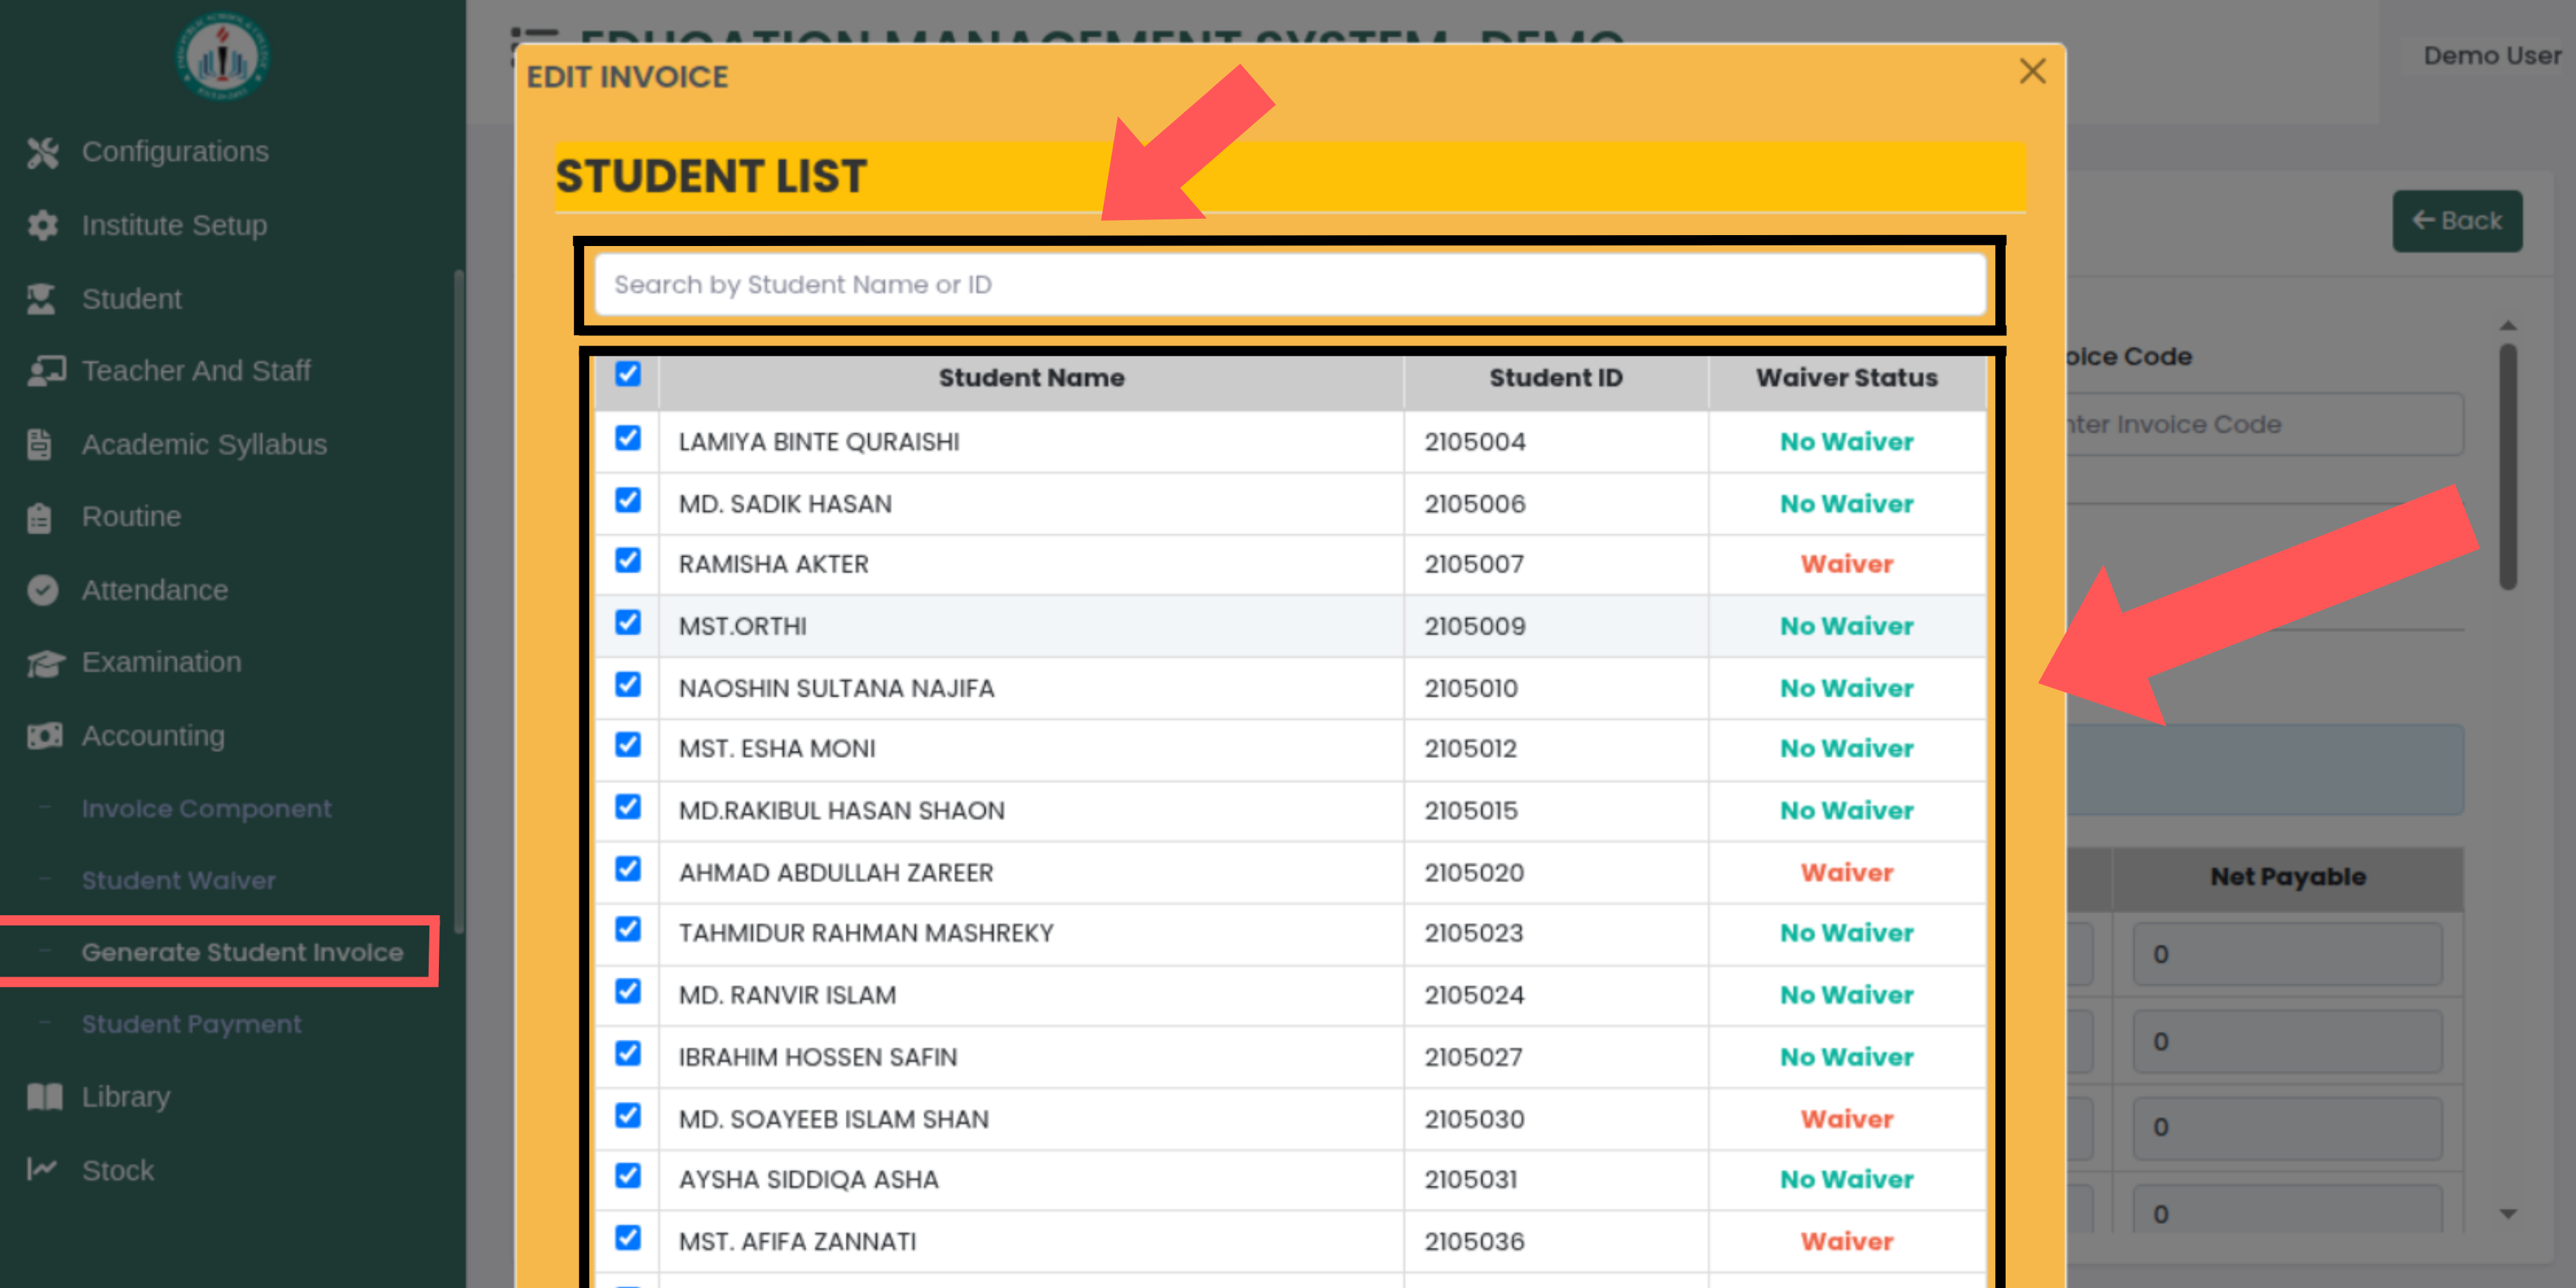 EDUCATION MANAGEMENT SYSTEM -DEMO
Demo User
Configurations
Institute Setup
Student
Teacher And Staff
Academic Syllabus
Routine
Attendance
Examination
Accounting
Invoice Component
Student Waiver
Generate Student Invoice
Student Payment
Library
Stock
EDIT INVOICE
STUDENT LIST
Search by Student Name or ID
Student Name Student ID Waiver Status
LAMIYA BINTE QURAISHI 2105004 No Waiver
MD. SADIK HASAN 2105006 No Waiver
RAMISHA AKTER 2105007 Waiver
MST.ORTHI 2105009 No Waiver
NAOSHIN SULTANA NAJIFA 2105010 No Waiver
MST. ESHA MONI 2105012 No Waiver
MD.RAKIBUL HASAN SHAON 2105015 No Waiver
AHMAD ABDULLAH ZAREER 2105020 Waiver
TAHMIDUR RAHMAN MASHREKY 2105023 No Waiver
MD. RANVIR ISLAM 2105024 No Waiver
IBRAHIM HOSSEN SAFIN 2105027 No Waiver
MD. SOAYEEB ISLAM SHAN 2105030 Waiver
AYSHA SIDDIQA ASHA 2105031 No Waiver
MST. AFIFA ZANNATI 2105036 Waiver
Back
Code
Invoice Code
Net Payable
0
0
0
0